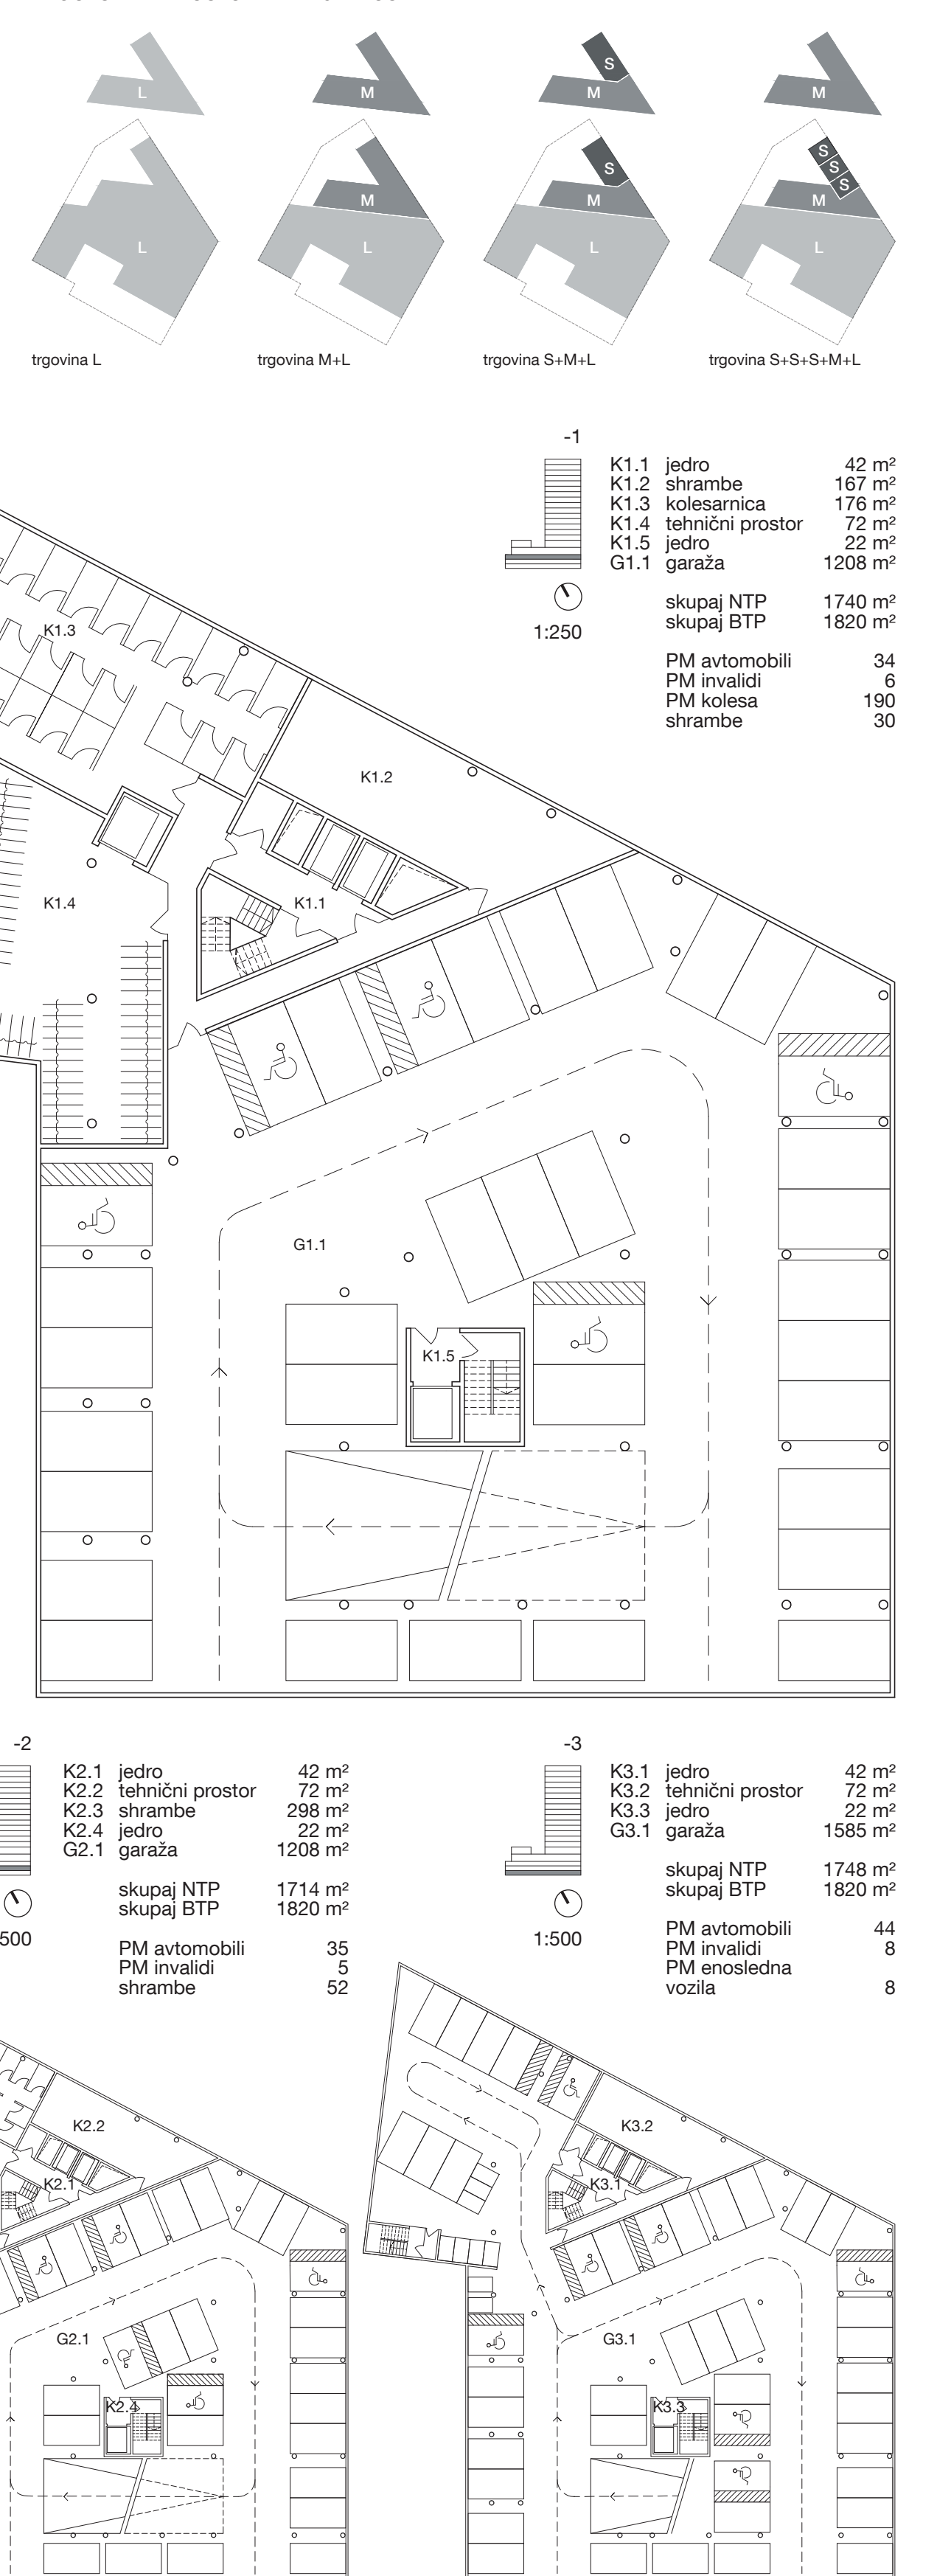 L
M
S
M
M
L
M
L
S
M
L
S
S
S
M
L
trgovina L
trgovina M+L
trgovina S+M+L
trgovina S+S+S+M+L
-1
1:250
K1.1 jedro 42 m²
K1.2 shrambe 167 m²
K1.3 kolesarnica 176 m²
K1.4 tehnični prostor 72 m²
K1.5 jedro 22 m²
G1.1 garaža 1208 m²
skupaj NTP 1740 m²
skupaj BTP 1820 m²
PM avtomobili 34
PM invalidi 6
PM kolesa 190
shrambe 30
K1.3
K1.2
K1.4
K1.1
G1.1
K1.5
-2
500
K2.1 jedro 42 m²
K2.2 tehnični prostor 72 m²
K2.3 shrambe 298 m²
K2.4 jedro 22 m²
G2.1 garaža 1208 m²
skupaj NTP 1714 m²
skupaj BTP 1820 m²
PM avtomobili 35
PM invalidi 5
shrambe 52
-3
1:500
K3.1 jedro 42 m²
K3.2 tehnični prostor 72 m²
K3.3 jedro 22 m²
G3.1 garaža 1585 m²
skupaj NTP 1748 m²
skupaj BTP 1820 m²
PM avtomobili 44
PM invalidi 8
PM enosledna
vozila 8
K2.2
K2.1
G2.1
K2.4
K3.2
K3.1
G3.1
K3.3